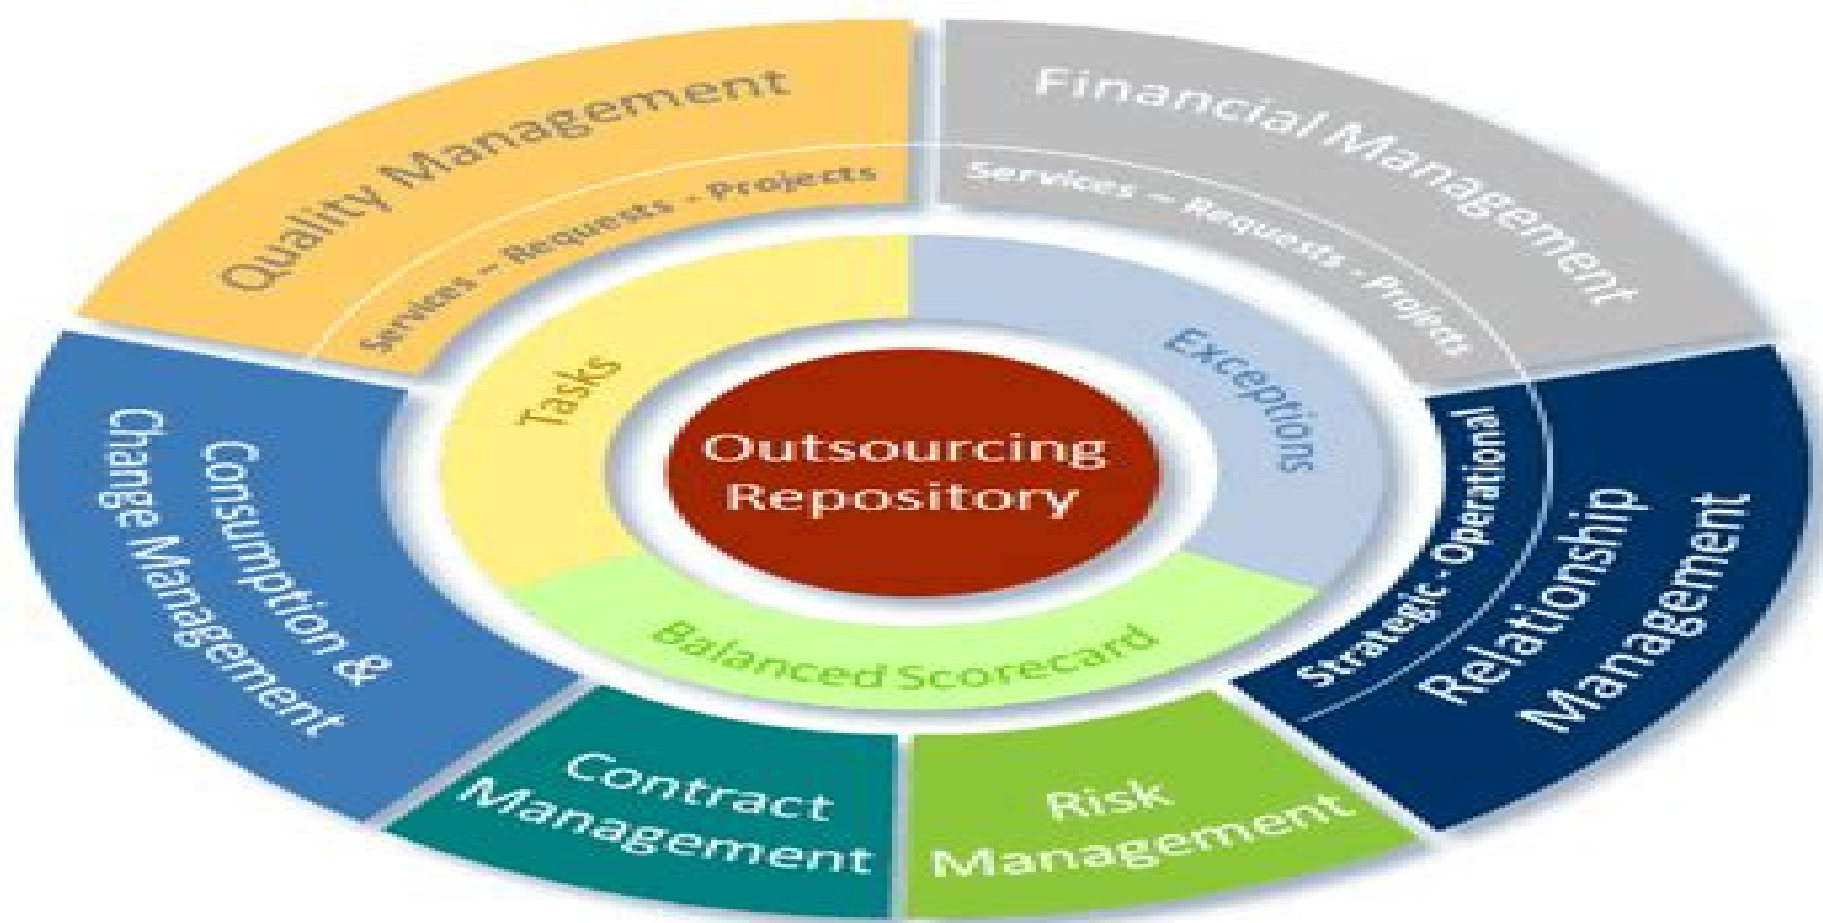 Quality Management
Services – Requests - Projects
Financial Management
Services – Requests - Projects
Relationship
Management
Strategic - Operational
Risk
Management
Contract
Management
Consumption &
Change Management
Tasks
Exceptions
Balanced Scorecard
Outsourcing
Repository